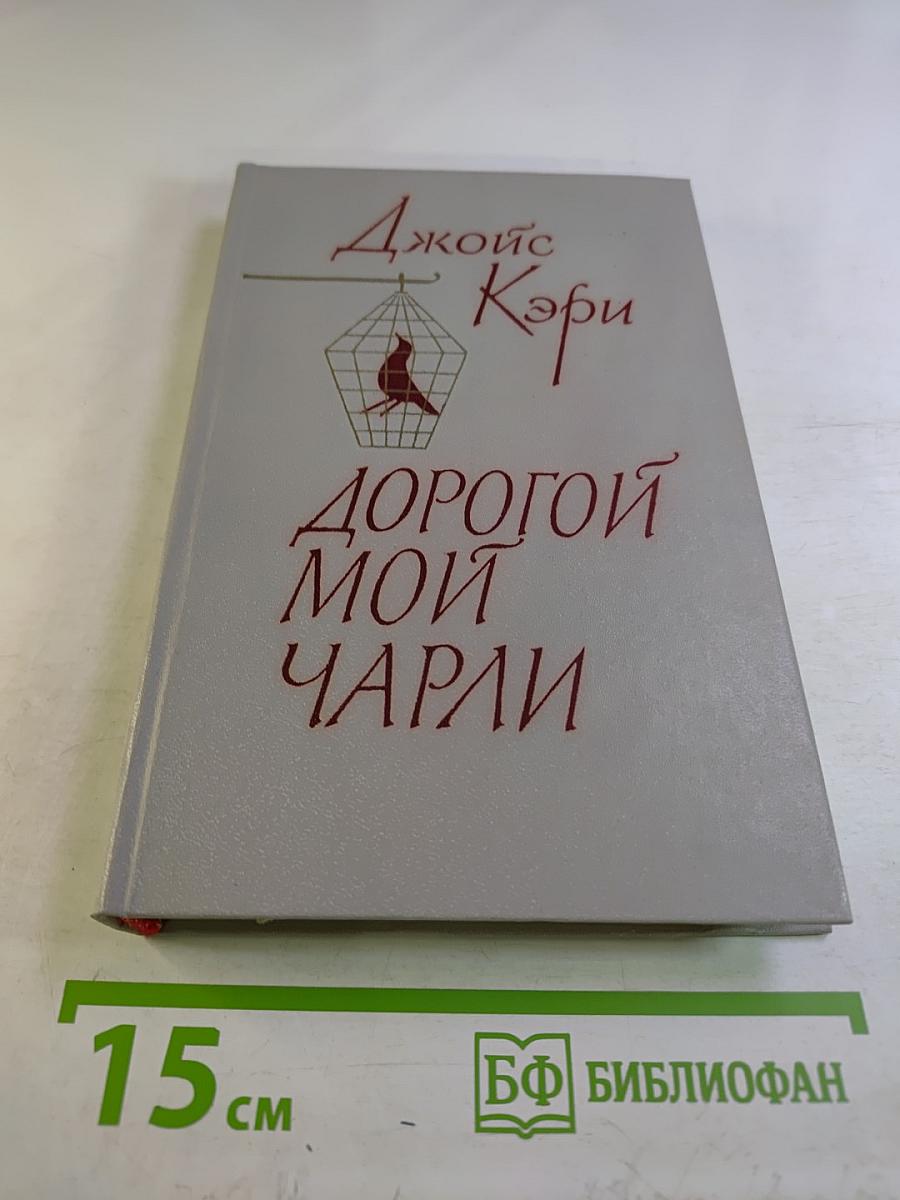 Джойс
Кэри
ДОРОГОЙ
МОЙ
ЧАРЛИ
15 см
БФ БИБЛИОФАН